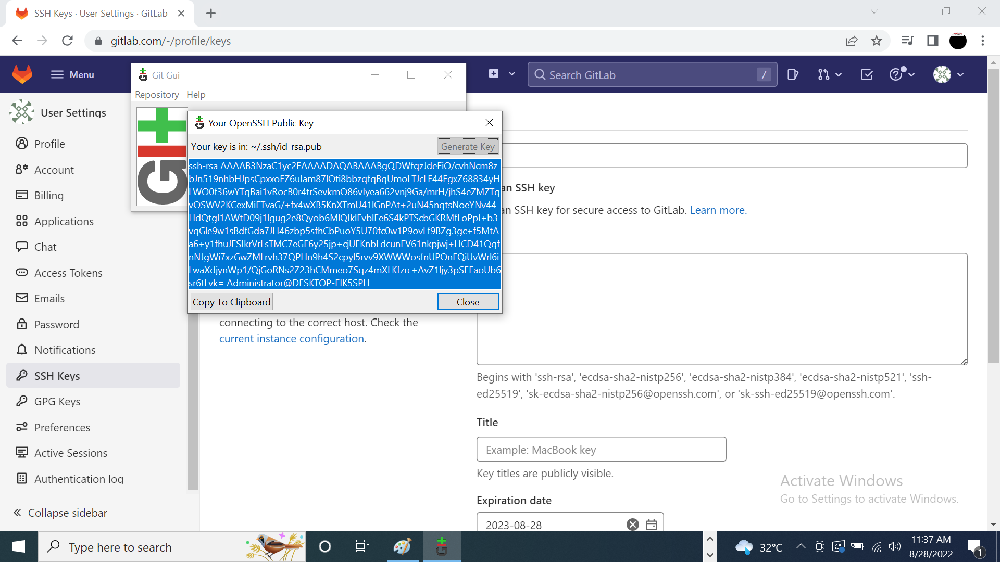 SSH Keys · User Settings · GitLab
gitlab.com/-/profile/keys
Menu
Search GitLab
/
Git Gui
Repository Help
User Settings
Profile
Account
Billing
Applications
Chat
Access Tokens
Emails
Password
Notifications
SSH Keys
GPG Keys
Preferences
Active Sessions
Authentication log
Collapse sidebar
Your OpenSSH Public Key
Your key is in: ~/.ssh/id_rsa.pub
Generate Key
ssh-rsa AAAAB3NzaC1yc2EAAAADAQABAAABgQDWfqzJdeFiO/cvhNcm8z
bJn519nhbHJpsCpxxoEZ6uIam87lOti8bbzqfqBqUmoLTJcLE44FgxZ68834yH
LWO0f36wYTqBai1vRocB0r4trSevkmO86vIyea662vnj9Ga/mrH/jhS4eZMZTq
vOSWV2KCexMiFTvaG/+fx4wXB5KnXTmU41lGnPAt+2uN45nqtsNoeYNv44
HdQtgl1AWtD09j1lgug2e8Qyob6MlQIklEvblEe6S4kPTScbGKRMfLoPpI+b3
vqGle9w1sBdfGda7JH46zbp5sfhCbPuoY5U70fc0w1P9ovLf9BZg3gc+f5MtA
a6+y1fhuJFSIkrVrLsTMC7eGE6y25jp+cjUEKnbLdcunEV61nkpjwj+HCD41Qqf
nNJgWi7xzGwZMLrvh37QPHn9h4S2cpyl5rvv9XWWWosfnUPOnEQiUvWrl6i
LwaXdjynWp1/QjGoRNs2Z23hCMmeo7Sqz4mXLKfzrc+AvZ1ljy3pSEFaoUb6
sr6tLvk= Administrator@DESKTOP-FIK5SPH
Copy To Clipboard
Close
connecting to the correct host. Check the
current instance configuration.
an SSH key
an SSH key for secure access to GitLab. Learn more.
Begins with 'ssh-rsa', 'ecdsa-sha2-nistp256', 'ecdsa-sha2-nistp384', 'ecdsa-sha2-nistp521', 'ssh-
ed25519', 'sk-ecdsa-sha2-nistp256@openssh.com', or 'sk-ssh-ed25519@openssh.com'.
Title
Example: MacBook key
Key titles are publicly visible.
Expiration date
2023-08-28
Activate Windows
Go to Settings to activate Windows.
Type here to search
32°C
11:37 AM
8/28/2022
1